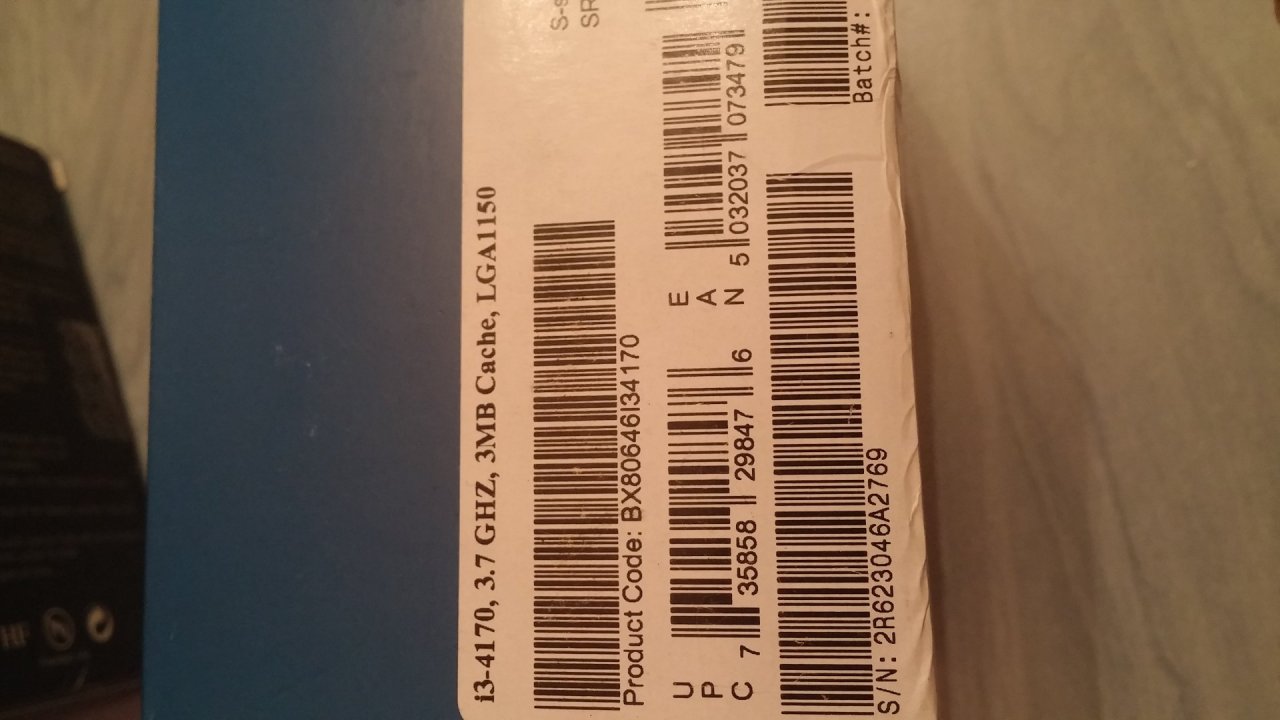 i3-4170, 3.7 GHZ, 3MB Cache, LGA1150
Product Code: BX80646I34170
UPC
7 35858 29847 6
EAN
5 032037 073479
S/N: 2R623046A2769
Batch#:
HF